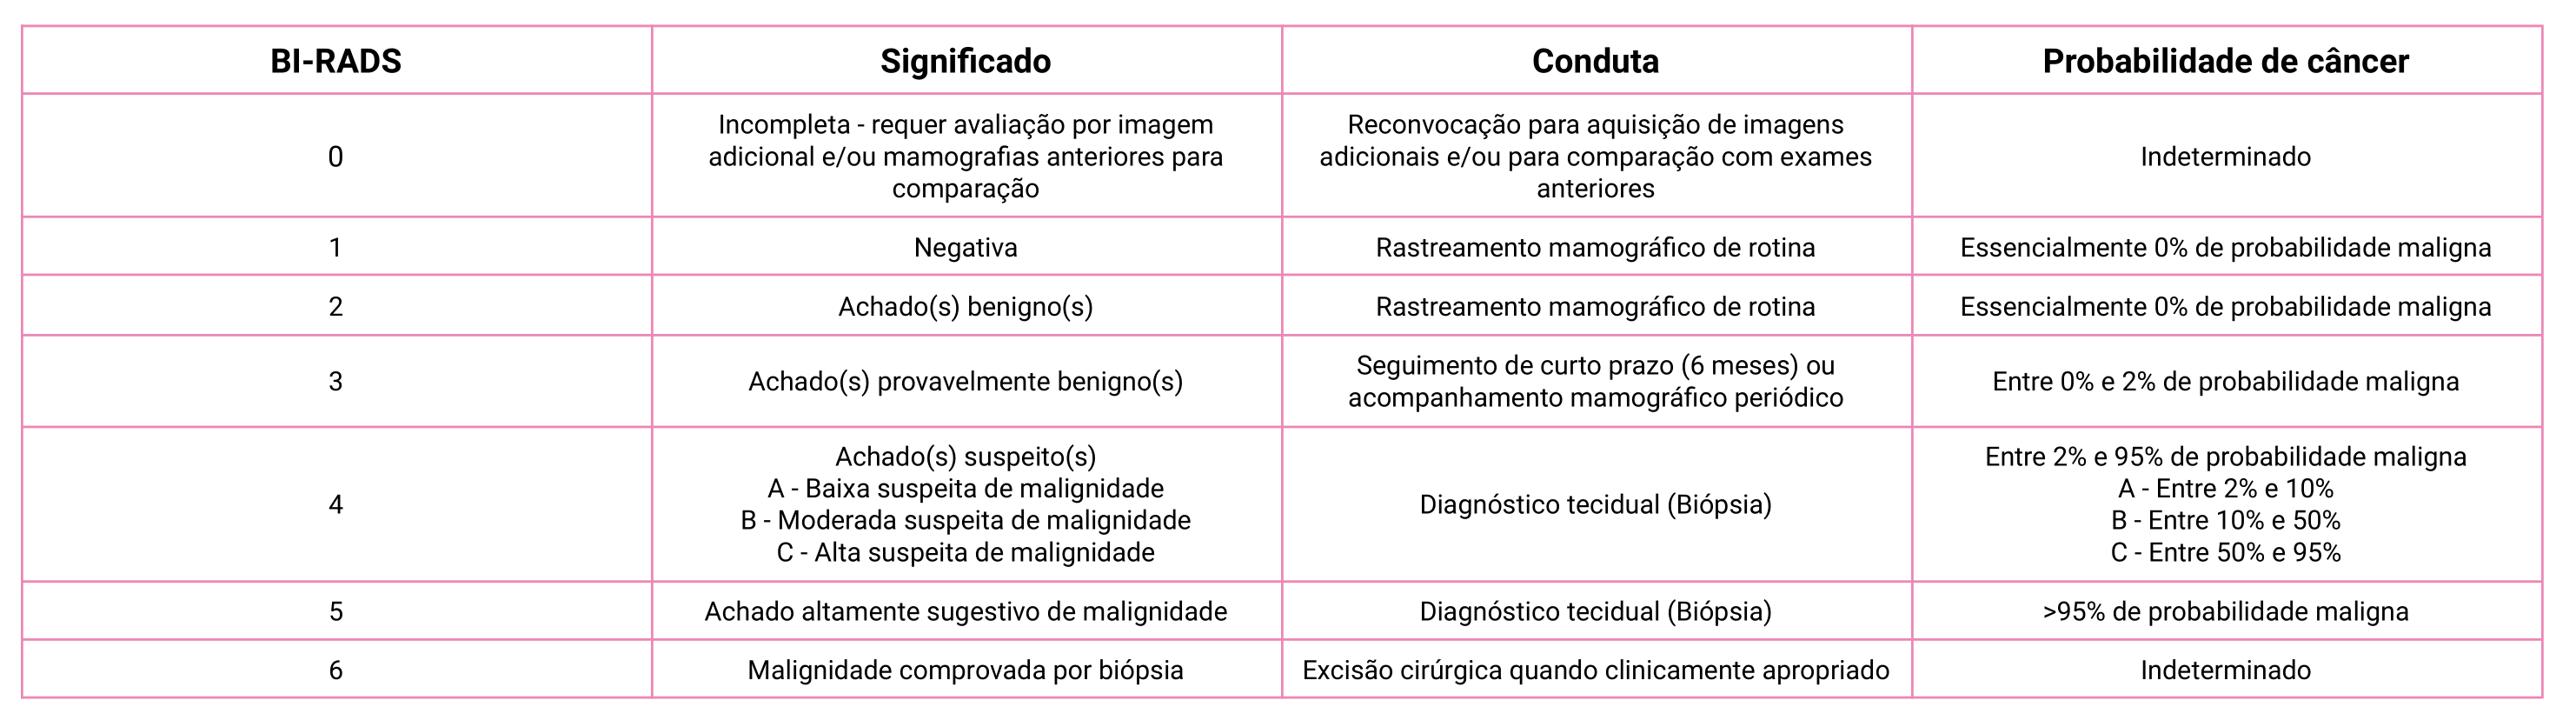 BI-RADS
Significado
Conduta
Probabilidade de câncer
0
Incompleta - requer avaliação por imagem
adicional e/ou mamografias anteriores para
comparação
Reconvocação para aquisição de imagens
adicionais e/ou para comparação com exames
anteriores
Indeterminado
1
Negativa
Rastreamento mamográfico de rotina
Essencialmente 0% de probabilidade maligna
2
Achado(s) benigno(s)
Rastreamento mamográfico de rotina
Essencialmente 0% de probabilidade maligna
3
Achado(s) provavelmente benigno(s)
Seguimento de curto prazo (6 meses) ou
acompanhamento mamográfico periódico
Entre 0% e 2% de probabilidade maligna
4
Achado(s) suspeito(s)
A - Baixa suspeita de malignidade
B - Moderada suspeita de malignidade
C - Alta suspeita de malignidade
Diagnóstico tecidual (Biópsia)
Entre 2% e 95% de probabilidade maligna
A - Entre 2% e 10%
B - Entre 10% e 50%
C - Entre 50% e 95%
5
Achado altamente sugestivo de malignidade
Diagnóstico tecidual (Biópsia)
>95% de probabilidade maligna
6
Malignidade comprovada por biópsia
Excisão cirúrgica quando clinicamente apropriado
Indeterminado